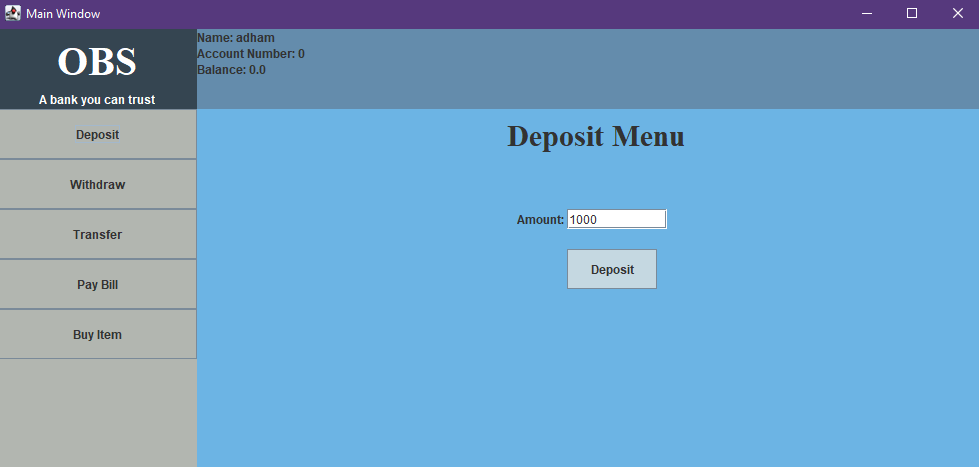 Main Window
OBS
A bank you can trust
Name: adham
Account Number: 0
Balance: 0.0
Deposit
Withdraw
Transfer
Pay Bill
Buy Item
Deposit Menu
Amount: 1000
Deposit